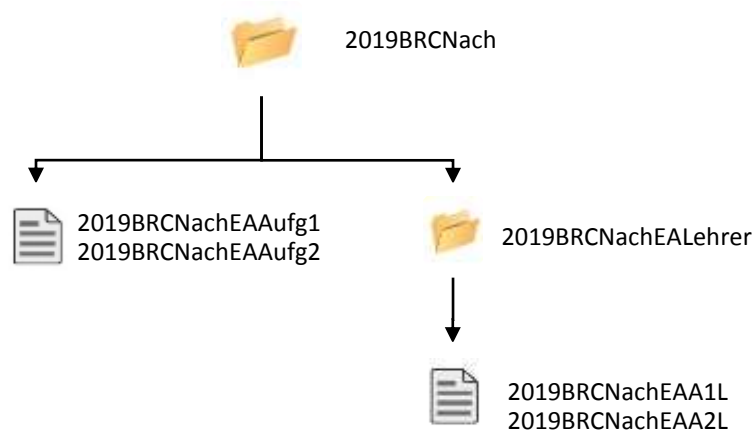 2019BRCNach
2019BRCNachEAAufg1
2019BRCNachEAAufg2
2019BRCNachEALehrer
2019BRCNachEAA1L
2019BRCNachEAA2L